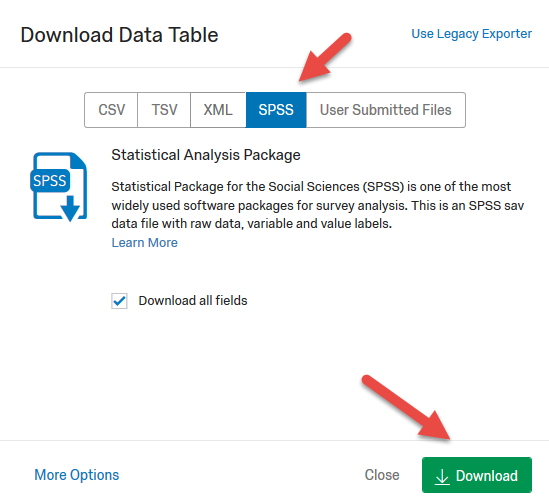 Download Data Table
Use Legacy Exporter
CSV
TSV
XML
SPSS
User Submitted Files
SPSS
Statistical Analysis Package
Statistical Package for the Social Sciences (SPSS) is one of the most
widely used software packages for survey analysis. This is an SPSS sav
data file with raw data, variable and value labels.
Learn More
Download all fields
More Options
Close
Download